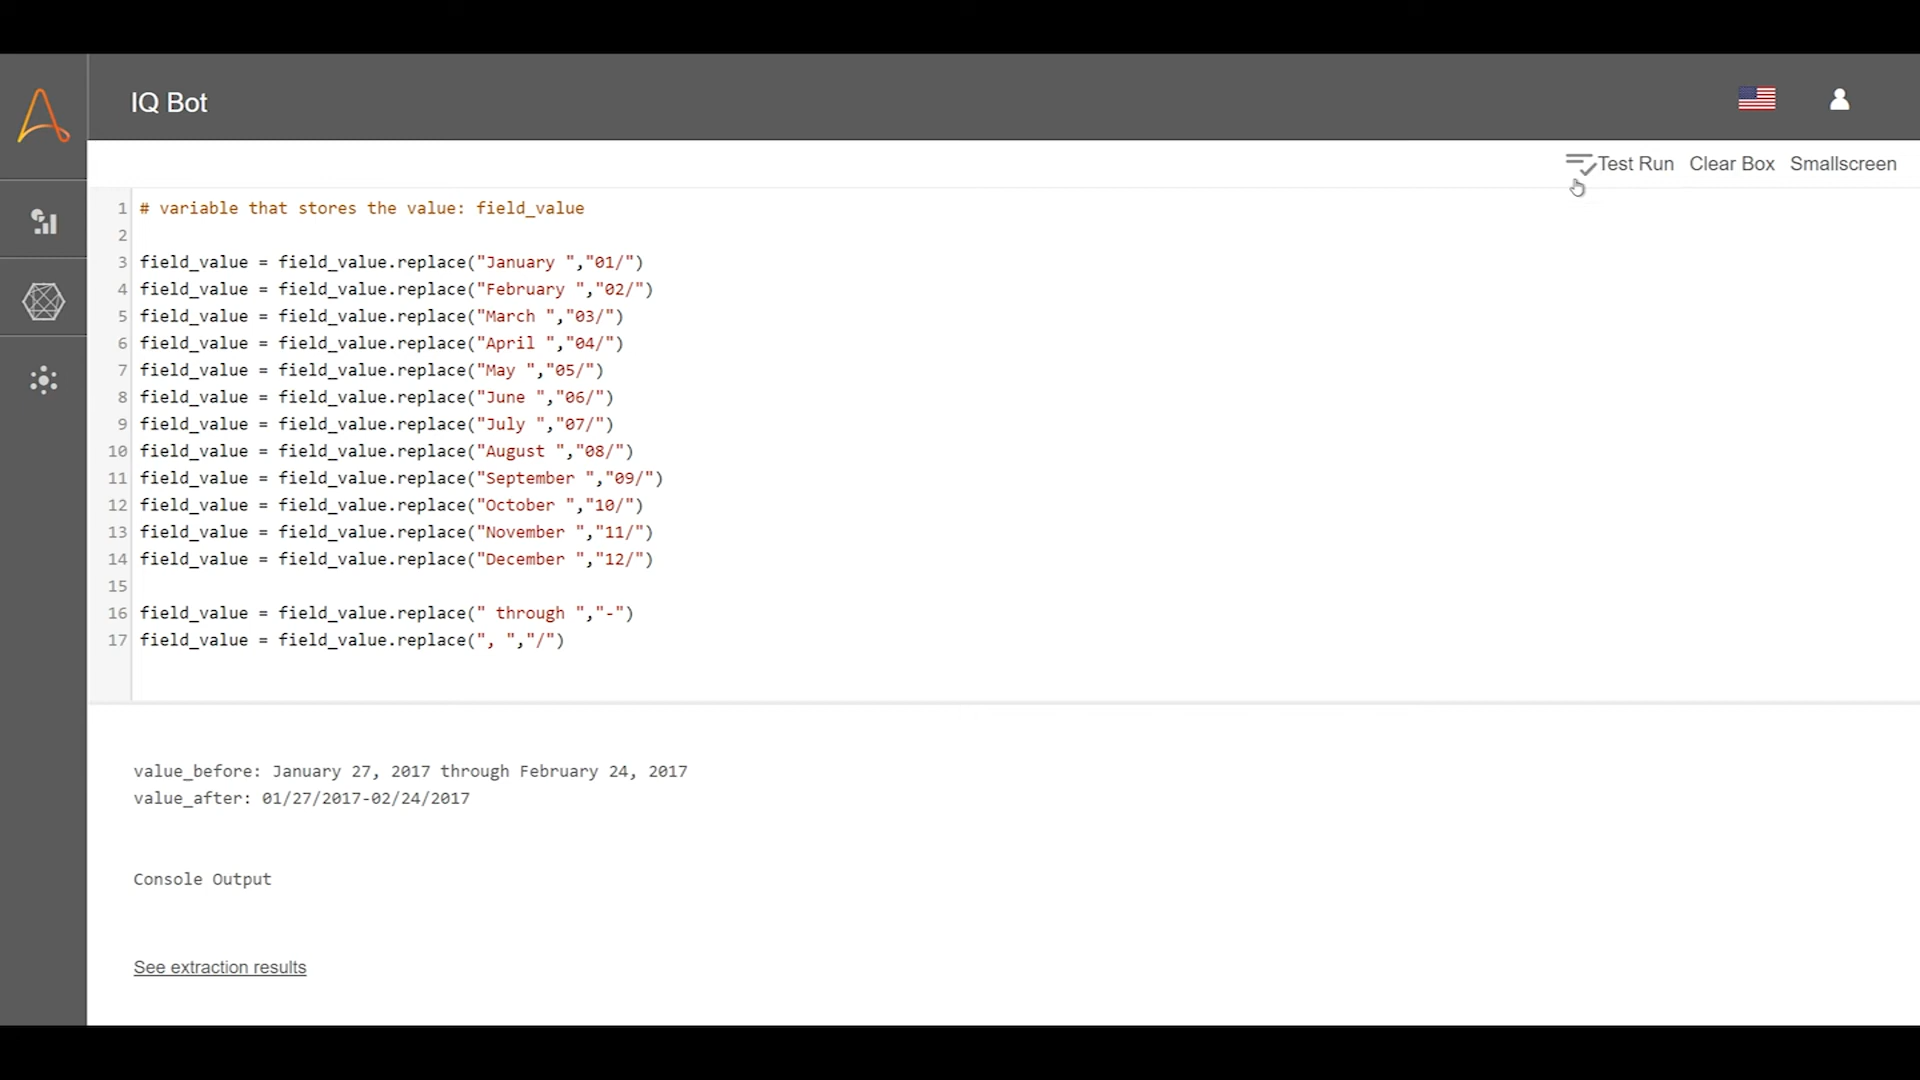 IQ Bot
Test Run Clear Box Smallscreen
1 # variable that stores the value: field_value
2
3 field_value = field_value.replace("January ","01/")
4 field_value = field_value.replace("February ","02/")
5 field_value = field_value.replace("March ","03/")
6 field_value = field_value.replace("April ","04/")
7 field_value = field_value.replace("May ","05/")
8 field_value = field_value.replace("June ","06/")
9 field_value = field_value.replace("July ","07/")
10 field_value = field_value.replace("August ","08/")
11 field_value = field_value.replace("September ","09/")
12 field_value = field_value.replace("October ","10/")
13 field_value = field_value.replace("November ","11/")
14 field_value = field_value.replace("December ","12/")
15
16 field_value = field_value.replace(" through ","-")
17 field_value = field_value.replace(", ","/")
value_before: January 27, 2017 through February 24, 2017
value_after: 01/27/2017-02/24/2017
Console Output
See extraction results